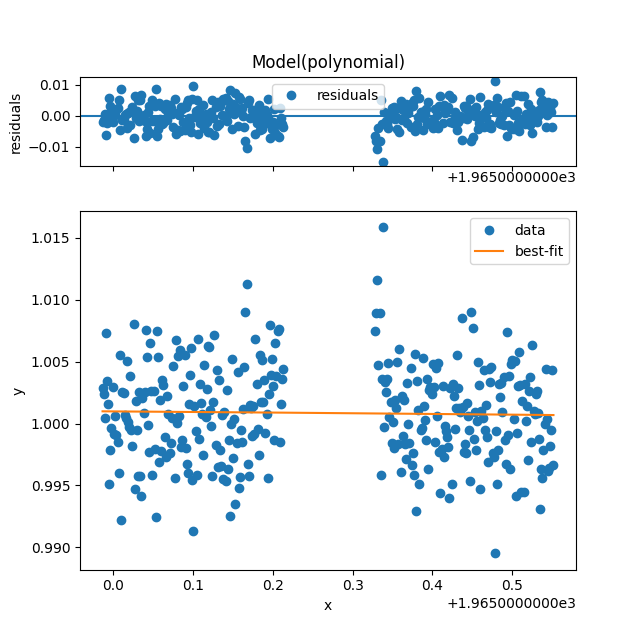 Model(polynomial)
0.01
0.00
−0.01
residuals
residuals
+1.9650000000e3
1.015
1.010
1.005
1.000
0.995
0.990
y
data
best-fit
0.0 0.1 0.2 0.3 0.4 0.5
x
+1.9650000000e3